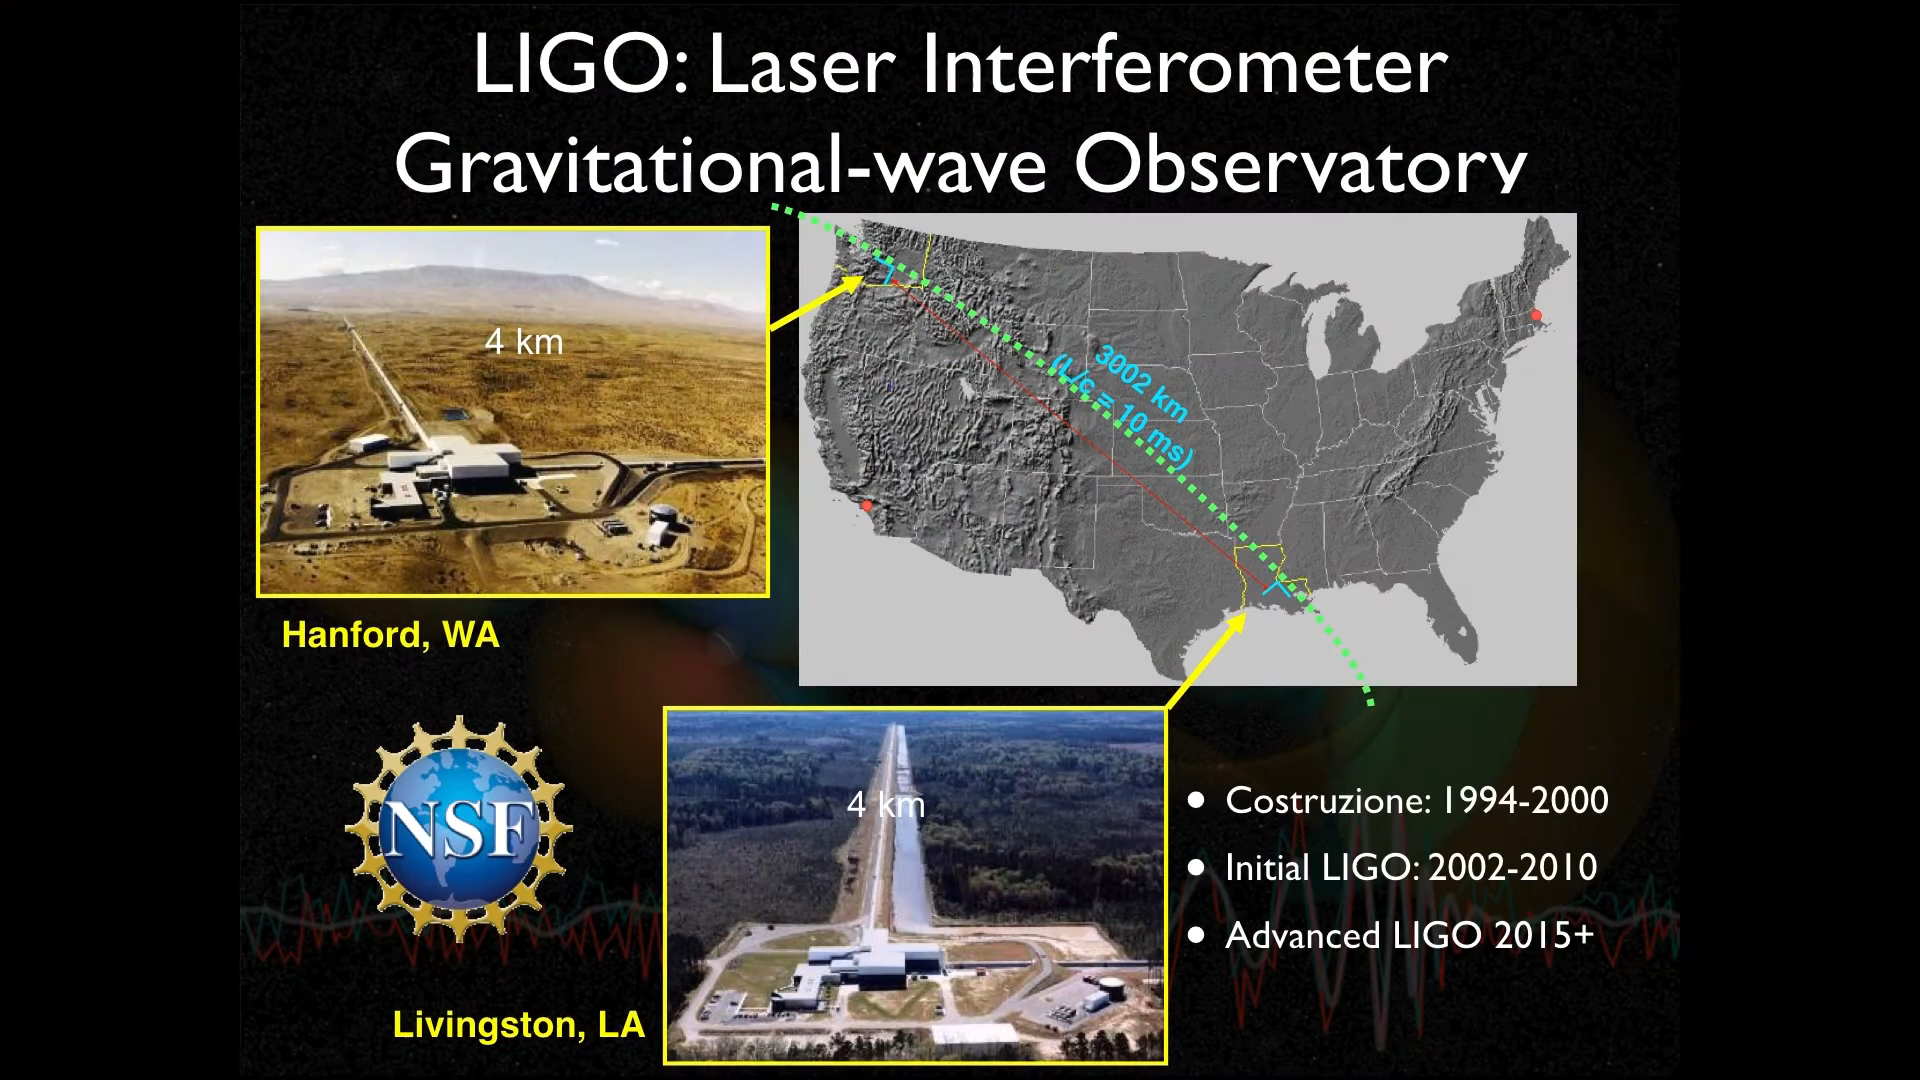 LIGO: Laser Interferometer
Gravitational-wave Observatory
4 km
3002 km
(L/c = 10 ms)
Hanford, WA
NSF
4 km
Livingston, LA
• Costruzione: 1994-2000
• Initial LIGO: 2002-2010
• Advanced LIGO 2015+